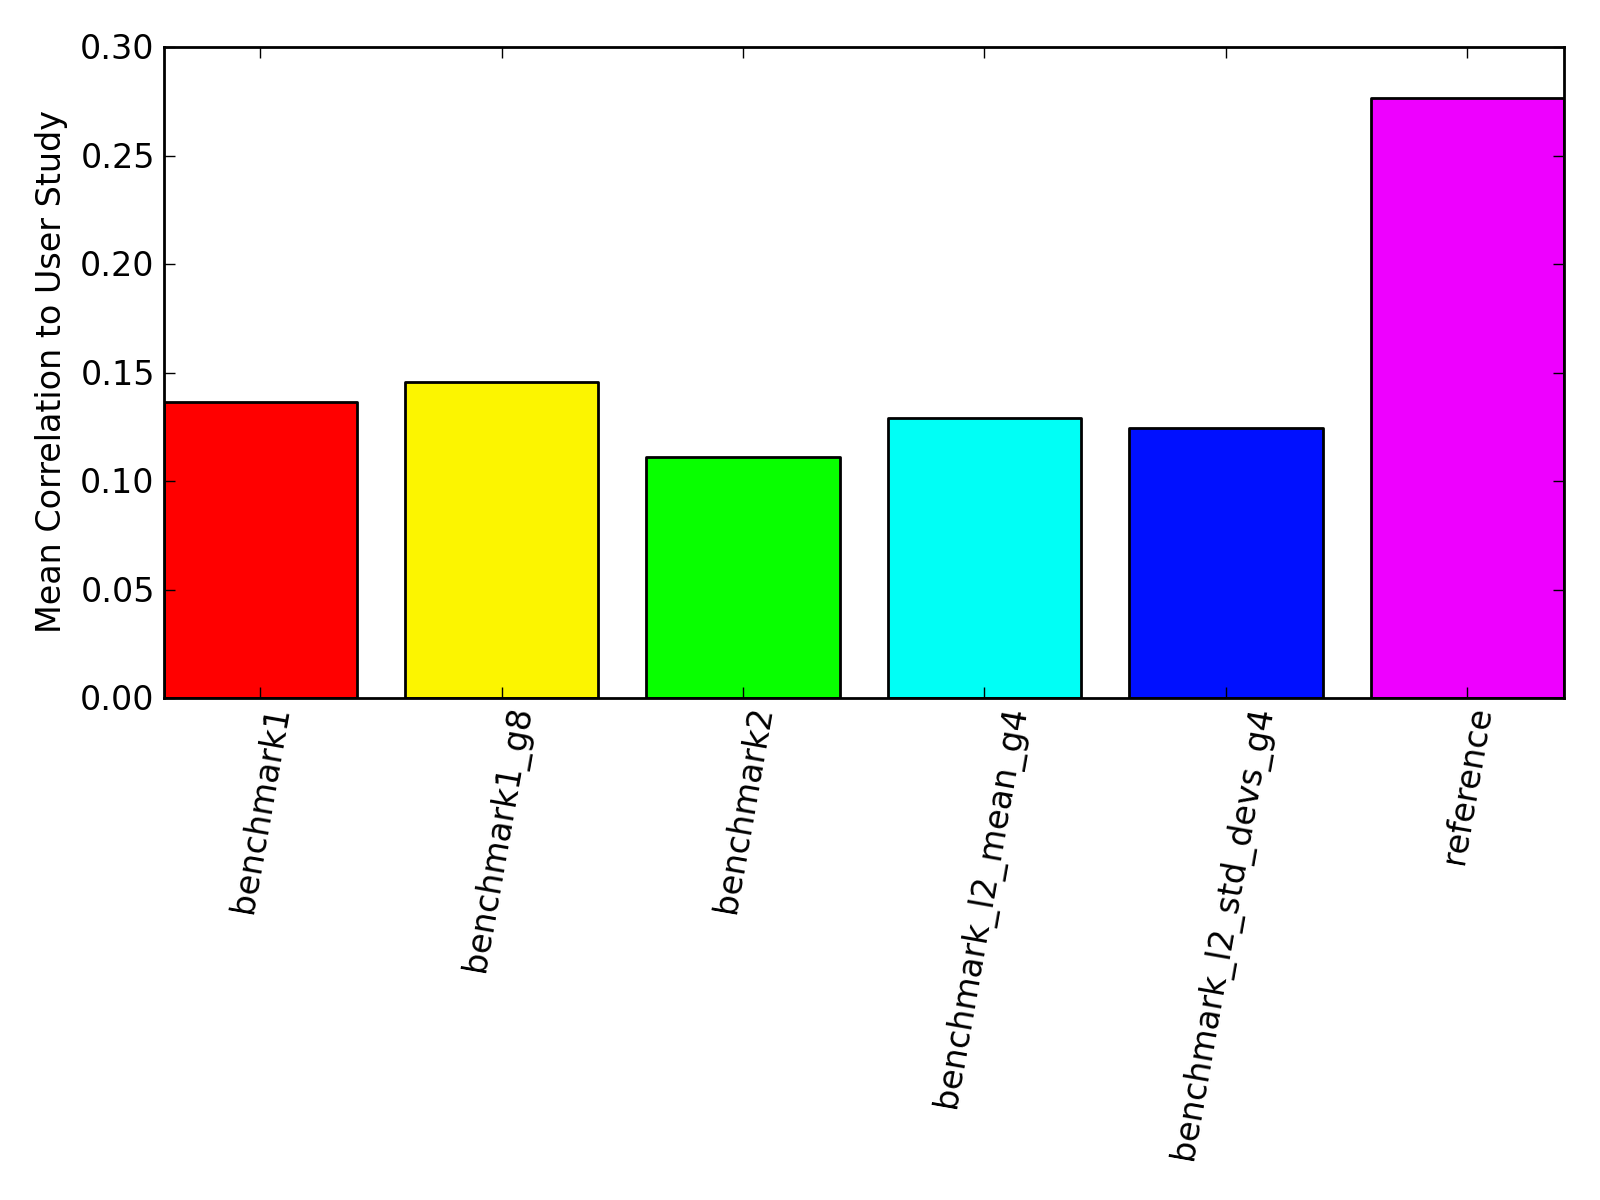 Mean Correlation to User Study
0.30
0.25
0.20
0.15
0.10
0.05
0.00
benchmark1
benchmark1_g8
benchmark2
benchmark_l2_mean_g4
benchmark_l2_std_devs_g4
reference